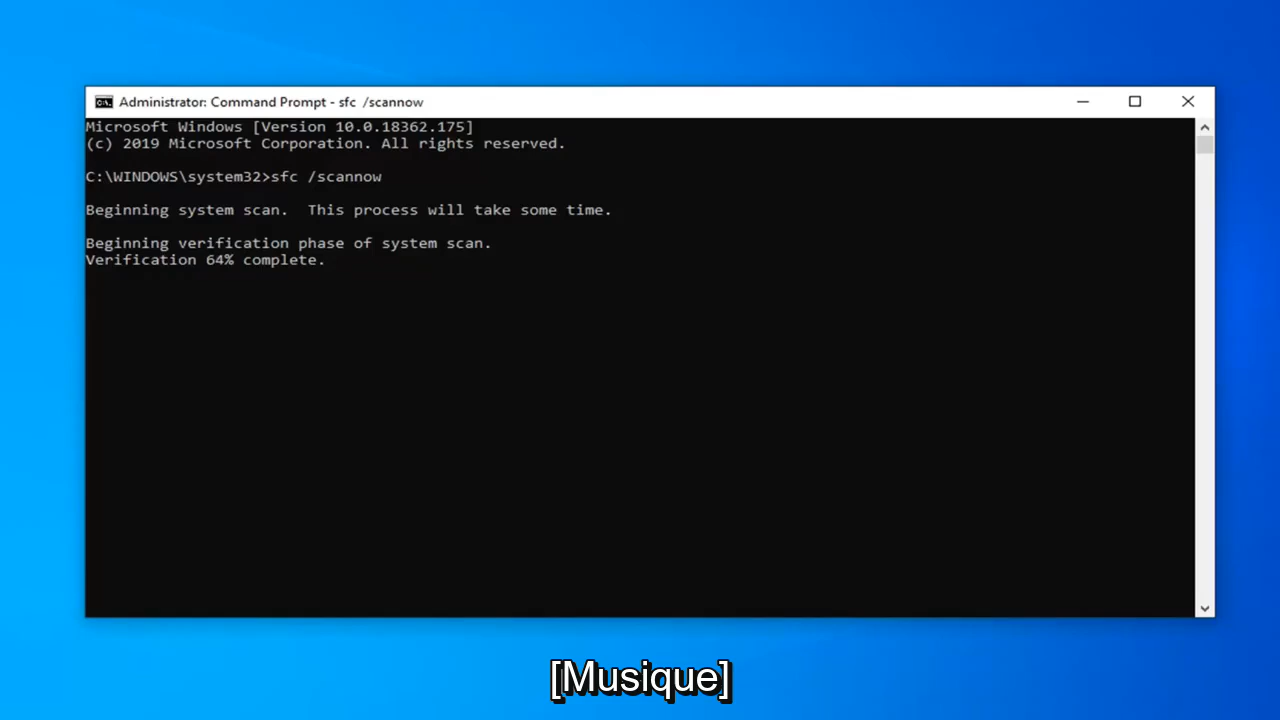 Administrator: Command Prompt - sfc  /scannow
Microsoft Windows [Version 10.0.18362.175]
(c) 2019 Microsoft Corporation. All rights reserved.
C:\WINDOWS\system32>sfc /scannow
Beginning system scan.  This process will take some time.
Beginning verification phase of system scan.
Verification 64% complete.
[Musique]